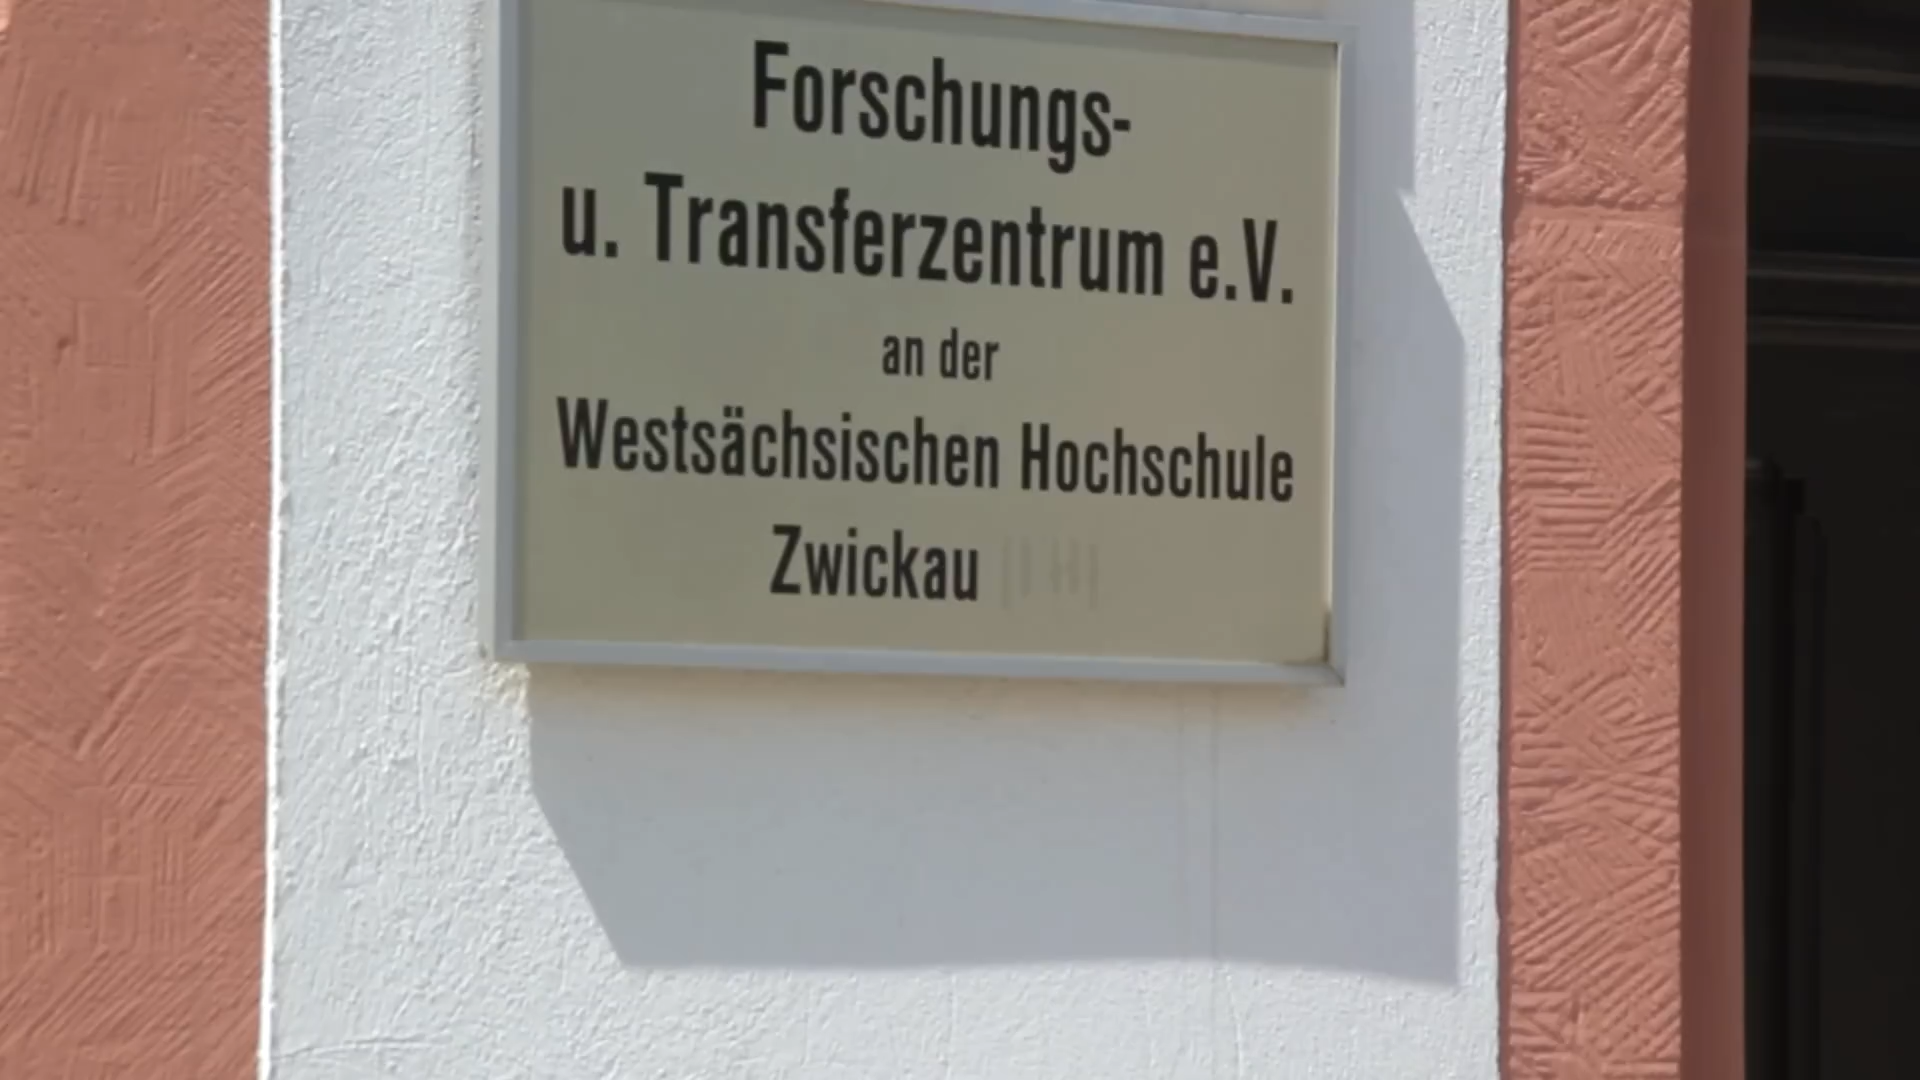 Forschungs-
u. Transferzentrum e.V.
an der
Westsächsischen Hochschule
Zwickau